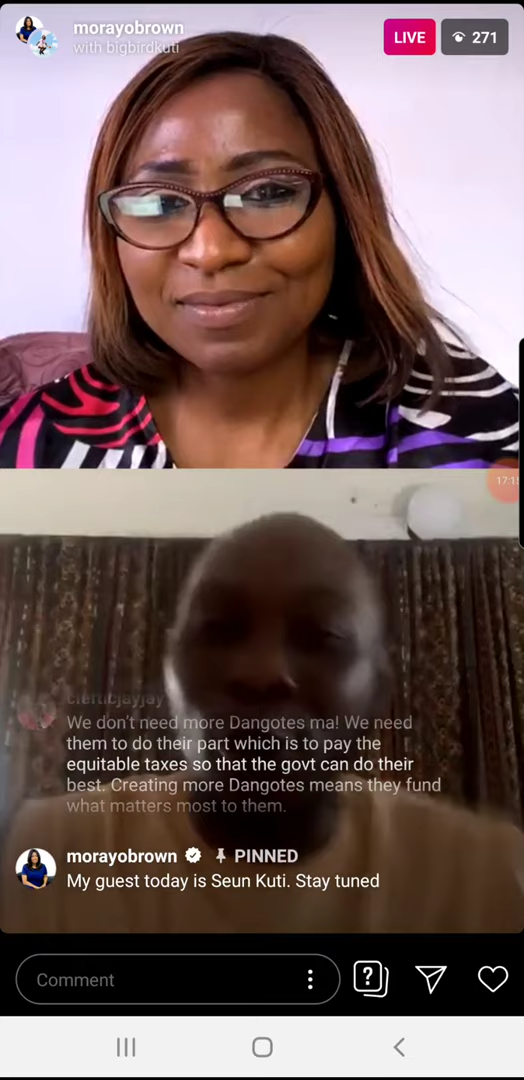 morayobrown
with bigbirdkuti
LIVE
271
We don't need more Dangotes ma! We need
them to do their part which is to pay the
equitable taxes so that the govt can do their
best. Creating more Dangotes means they fund
what matters most to them.
morayobrown PINNED
My guest today is Seun Kuti. Stay tuned
Comment